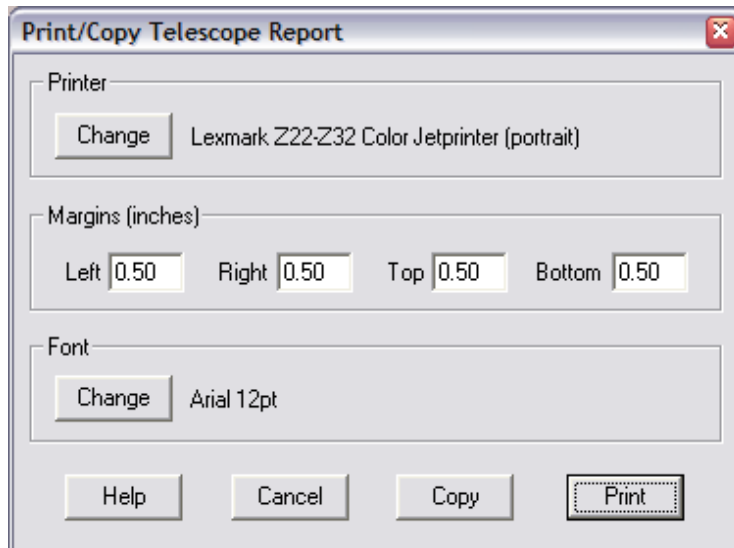 Print/Copy Telescope Report
Printer
Change Lexmark Z22-Z32 Color Jetprinter (portrait)
Margins (inches)
Left 0.50 Right 0.50 Top 0.50 Bottom 0.50
Font
Change Arial 12pt
Help Cancel Copy Print